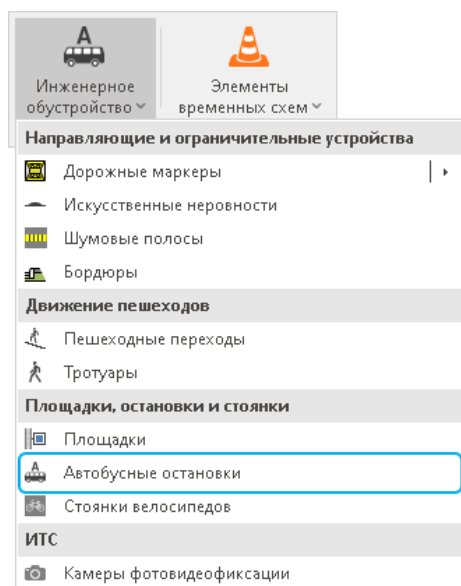 A
Инженерное
обустройство
Элементы
временных схем
Направляющие и ограничительные устройства
Дорожные маркеры
Искусственные неровности
Шумовые полосы
Бордюры
Движение пешеходов
Пешеходные переходы
Тротуары
Площадки, остановки и стоянки
Площадки
A
Автобусные остановки
Стоянки велосипедов
ИТС
Камеры фотовидеофиксации